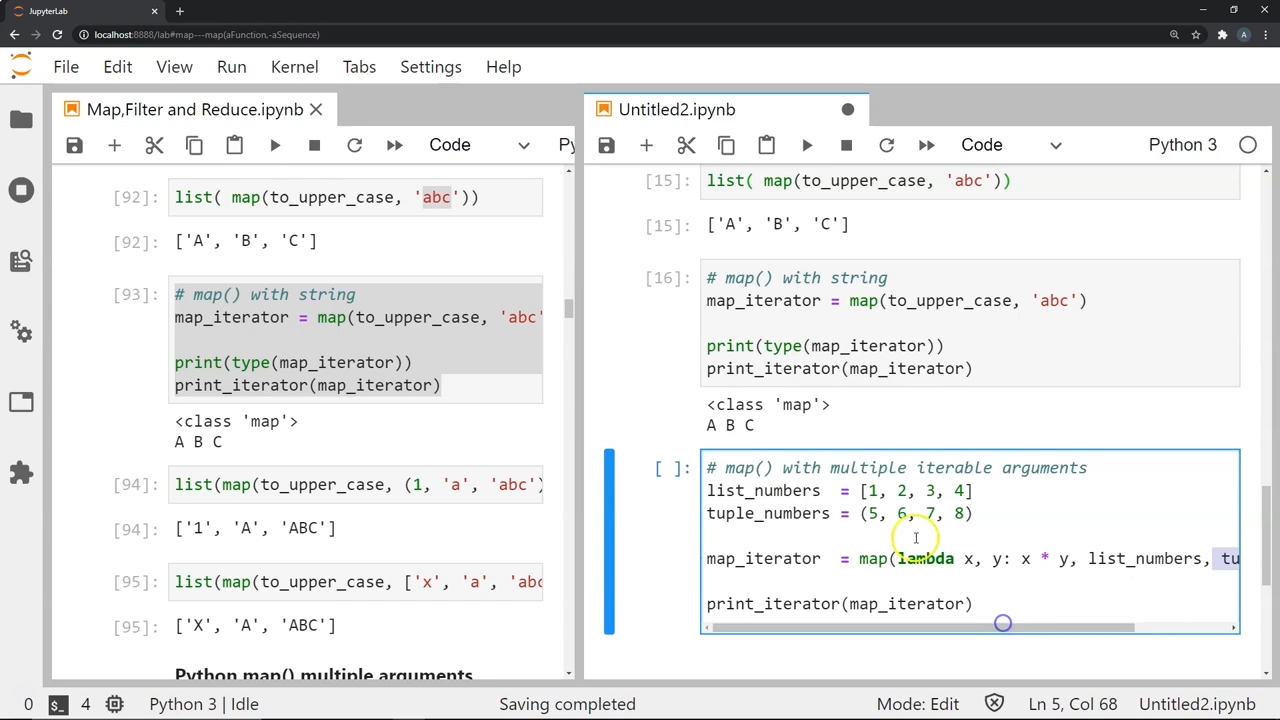 JupyterLab
localhost:8888/lab#map---map(aFunction,-aSequence)
A
File Edit View Run Kernel Tabs Settings Help
Map,Filter and Reduce.ipynb
Code
Py
[92]: list( map(to_upper_case, 'abc'))
[92]: ['A', 'B', 'C']
[93]: # map() with string
map_iterator = map(to_upper_case, 'abc'
print(type(map_iterator))
print_iterator(map_iterator)
<class 'map'>
A B C
[94]: list(map(to_upper_case, (1, 'a', 'abc')
[94]: ['1', 'A', 'ABC']
[95]: list(map(to_upper_case, ['x', 'a', 'abc
[95]: ['X', 'A', 'ABC']
Python map() multiple arguments
Untitled2.ipynb
Code
Python 3
[15]: list( map(to_upper_case, 'abc'))
[15]: ['A', 'B', 'C']
[16]: # map() with string
map_iterator = map(to_upper_case, 'abc')
print(type(map_iterator))
print_iterator(map_iterator)
<class 'map'>
A B C
[ ]: # map() with multiple iterable arguments
list_numbers = [1, 2, 3, 4]
tuple_numbers = (5, 6, 7, 8)
map_iterator = map(lambda x, y: x * y, list_numbers, tu
print_iterator(map_iterator)
0 $_ 4 Python 3 | Idle Saving completed Mode: Edit Ln 5, Col 68 Untitled2.ipynb